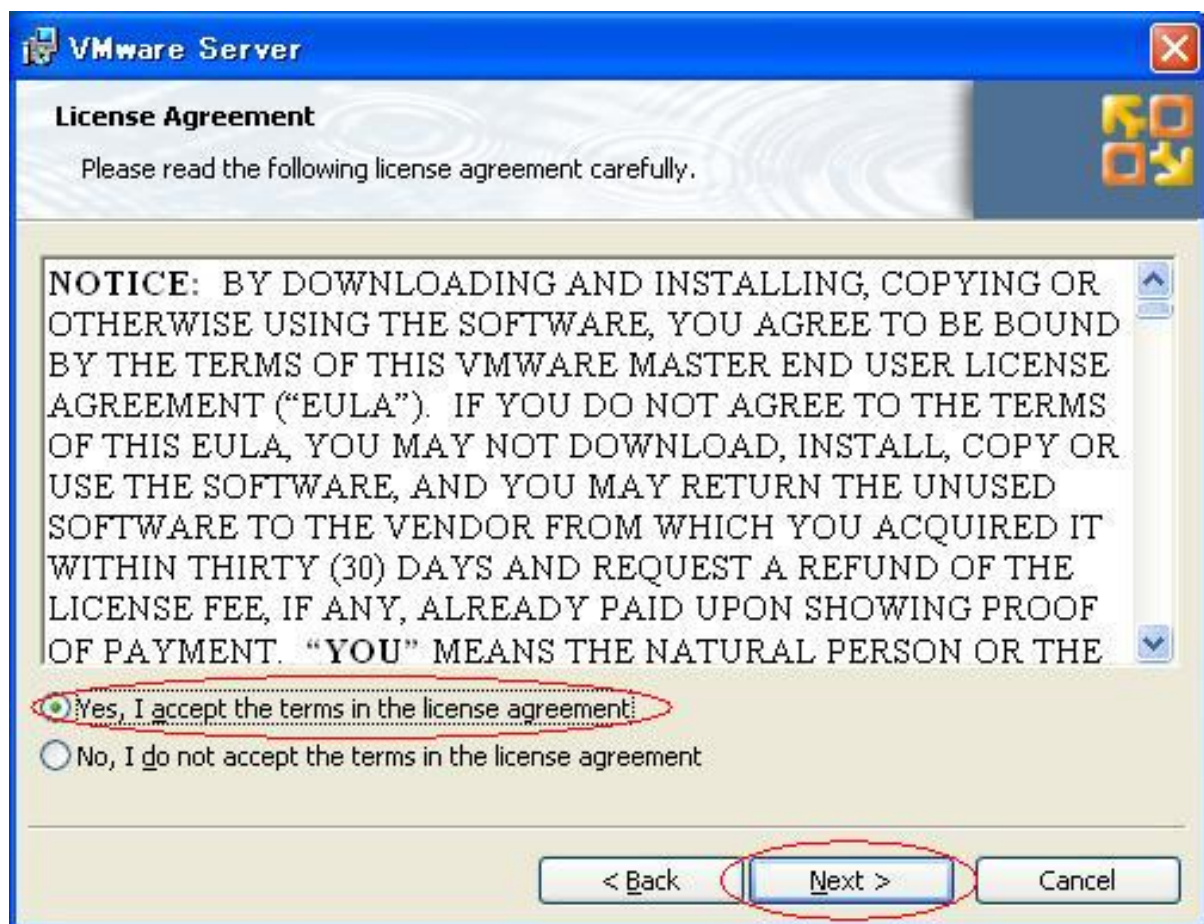 VMware Server
License Agreement
Please read the following license agreement carefully.
NOTICE: BY DOWNLOADING AND INSTALLING, COPYING OR
OTHERWISE USING THE SOFTWARE, YOU AGREE TO BE BOUND
BY THE TERMS OF THIS VMWARE MASTER END USER LICENSE
AGREEMENT (“EULA”). IF YOU DO NOT AGREE TO THE TERMS
OF THIS EULA, YOU MAY NOT DOWNLOAD, INSTALL, COPY OR
USE THE SOFTWARE, AND YOU MAY RETURN THE UNUSED
SOFTWARE TO THE VENDOR FROM WHICH YOU ACQUIRED IT
WITHIN THIRTY (30) DAYS AND REQUEST A REFUND OF THE
LICENSE FEE, IF ANY, ALREADY PAID UPON SHOWING PROOF
OF PAYMENT. “YOU” MEANS THE NATURAL PERSON OR THE
Yes, I accept the terms in the license agreement
No, I do not accept the terms in the license agreement
< Back
Next >
Cancel